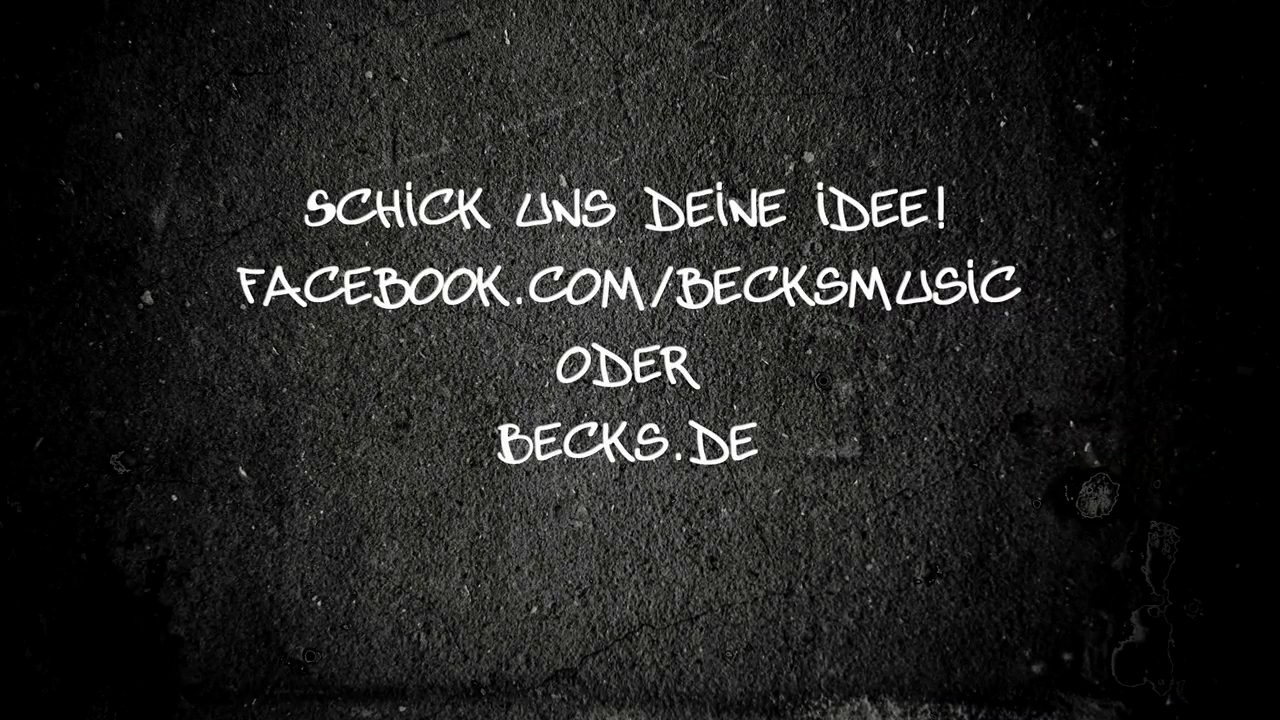 SCHICK UNS DEINE IDEE!
FACEBOOK.COM/BECKSMUSIC
ODER
BECKS.DE